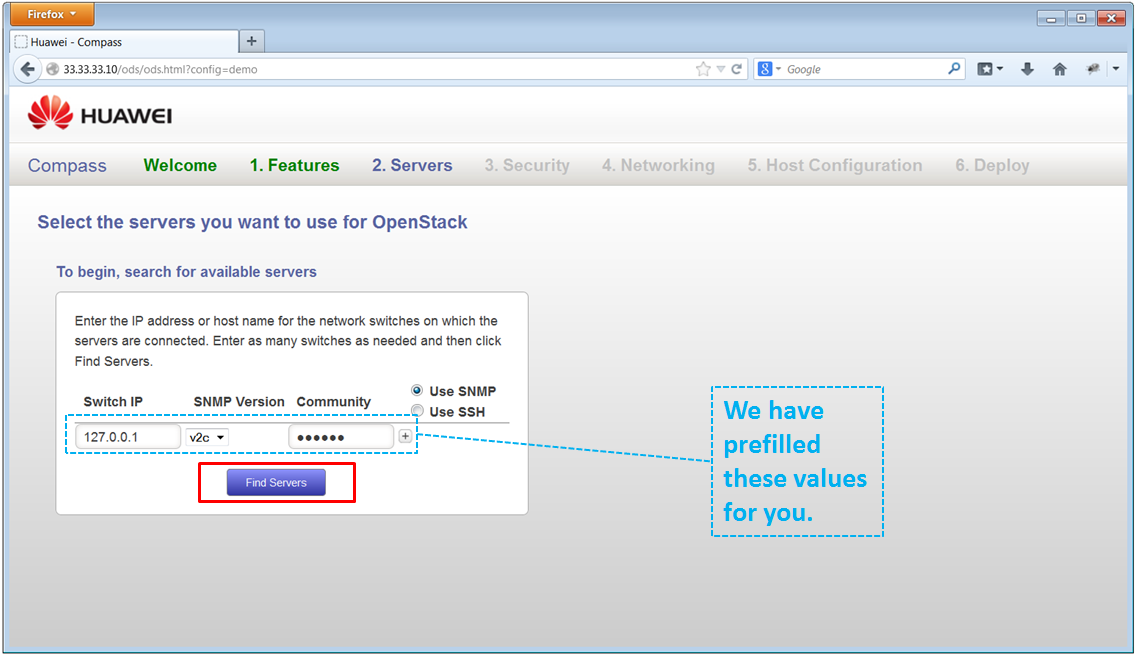 Firefox
Huawei - Compass
33.33.33.10/ods/ods.html?config=demo
Google
HUAWEI
Compass Welcome 1. Features 2. Servers 3. Security 4. Networking 5. Host Configuration 6. Deploy
Select the servers you want to use for OpenStack
To begin, search for available servers
Enter the IP address or host name for the network switches on which the
servers are connected. Enter as many switches as needed and then click
Find Servers.
Use SNMP
Switch IP SNMP Version Community
Use SSH
127.0.0.1 v2c ●●●●●● +
Find Servers
We have
prefilled
these values
for you.